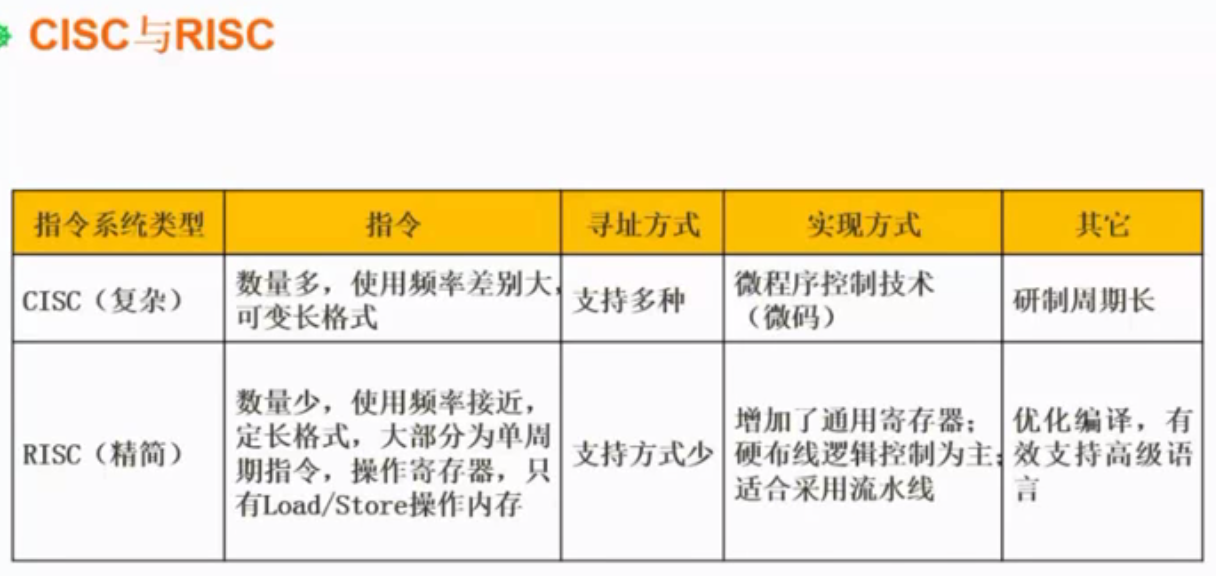 CISC与RISC
指令系统类型 指令 寻址方式 实现方式 其它
CISC（复杂）
数量多，使用频率差别大，
可变长格式
支持多种
微程序控制技术
（微码）
研制周期长
RISC（精简）
数量少，使用频率接近，
定长格式，大部分为单周
期指令，操作寄存器，只
有Load/Store操作内存
支持方式少
增加了通用寄存器；
硬布线逻辑控制为主；
适合采用流水线
优化编译，有
效支持高级语
言